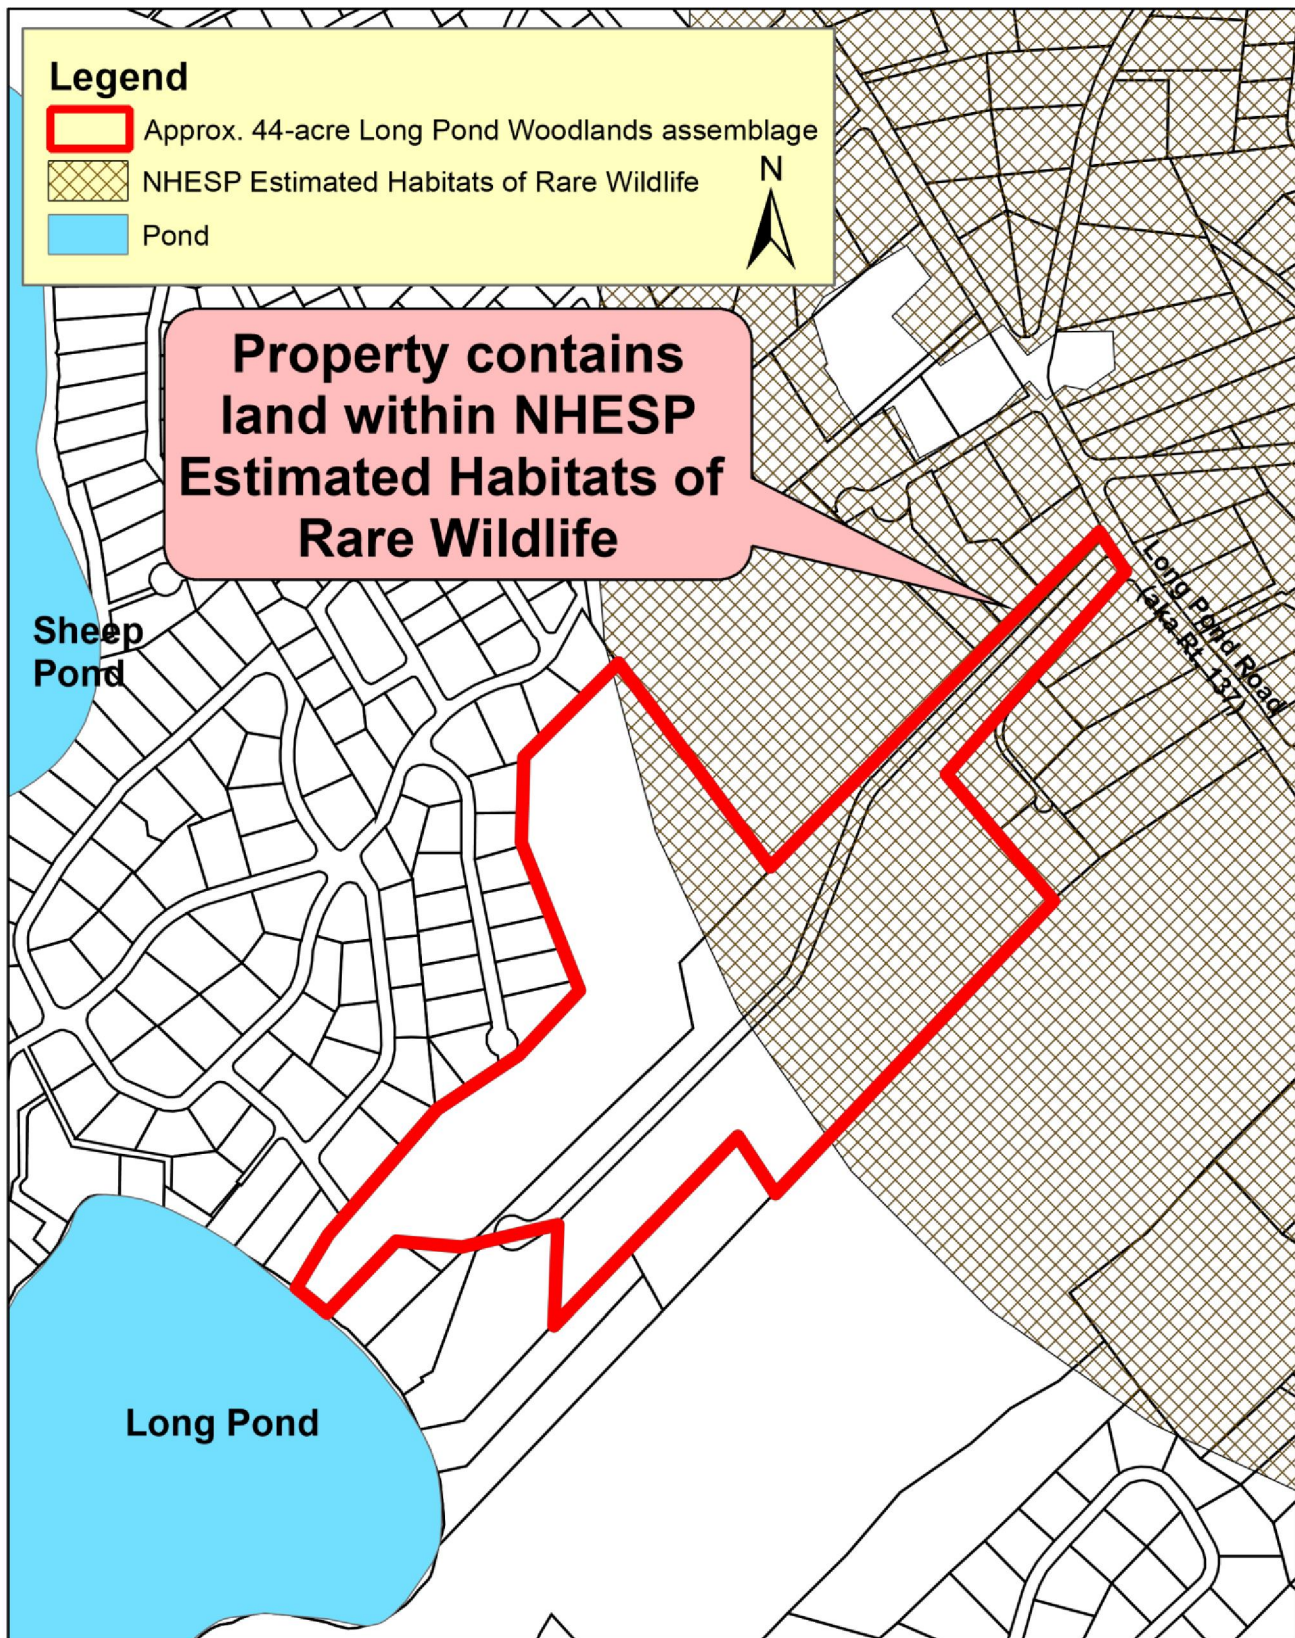 Legend
Approx. 44-acre Long Pond Woodlands assemblage
NHESP Estimated Habitats of Rare Wildlife
Pond
N
Property contains
land within NHESP
Estimated Habitats of
Rare Wildlife
Long Pond Road
(aka Rt. 137)
Sheep
Pond
Long Pond